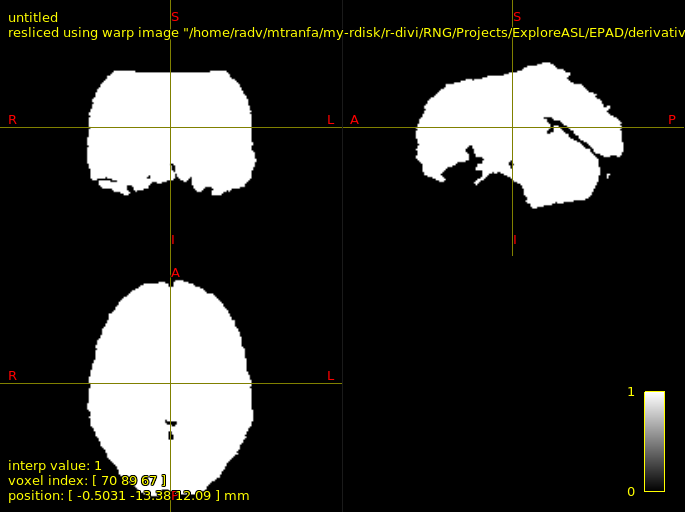 untitled
resliced using warp image "/home/radv/mtranfa/my-rdisk/r-divi/RNG/Projects/ExploreASL/EPAD/derivativ
S
S
R
L
A
P
I
I
A
R
L
1
interp value: 1
voxel index: [ 70 89 67 ]
0
position: [ -0.5031 -13.38 12.09 ] mm